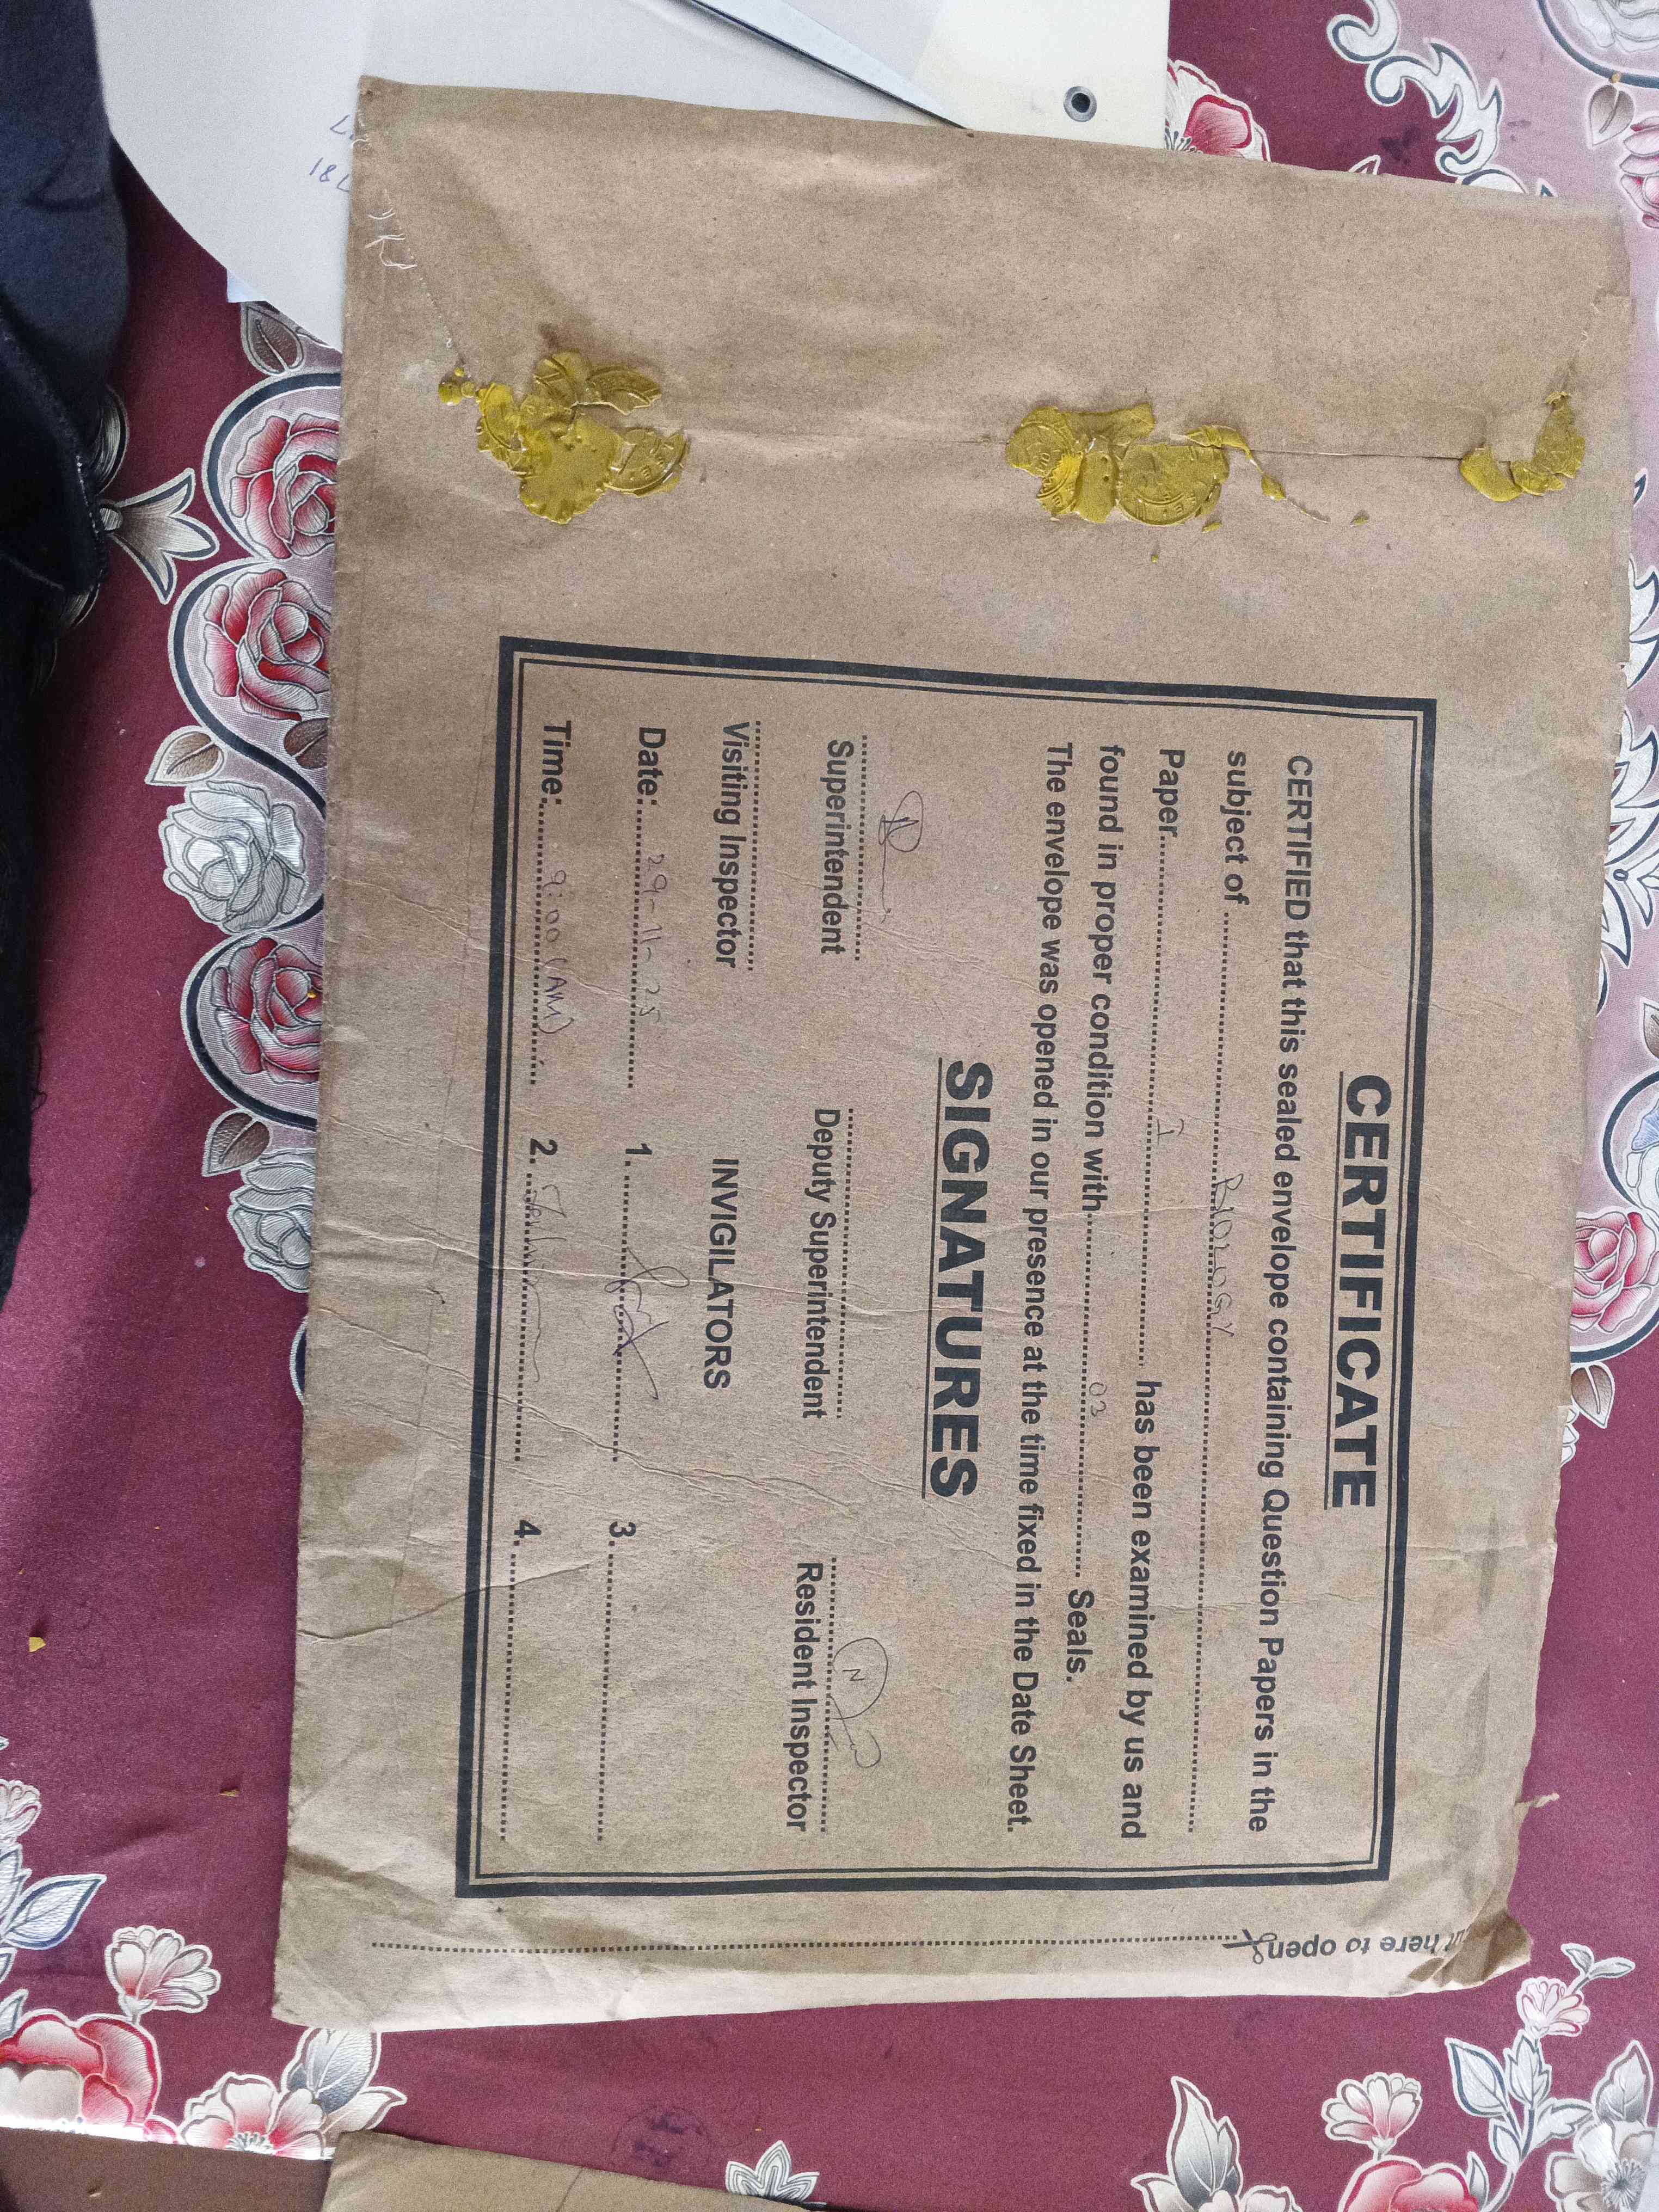 CERTIFICATE
CERTIFIED that this sealed envelope containing Question Papers in the
subject of BIOLOGY
Paper 1 has been examined by us and
found in proper condition with 03 Seals.
The envelope was opened in our presence at the time fixed in the Date Sheet.
SIGNATURES
Superintendent Deputy Superintendent Resident Inspector
Visiting Inspector INVIGILATORS
Date: 29-11-25 1. 3.
Time: 9:00 (AM) 2. 4.
here to open